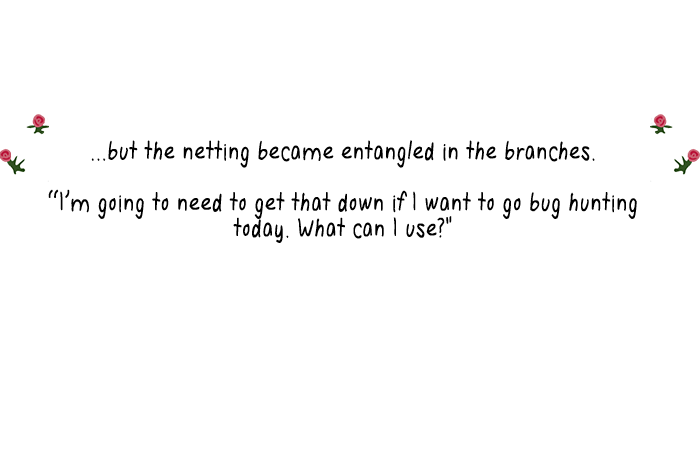 ...but the netting became entangled in the branches.
“I’m going to need to get that down if I want to go bug hunting
today. What can I use?"